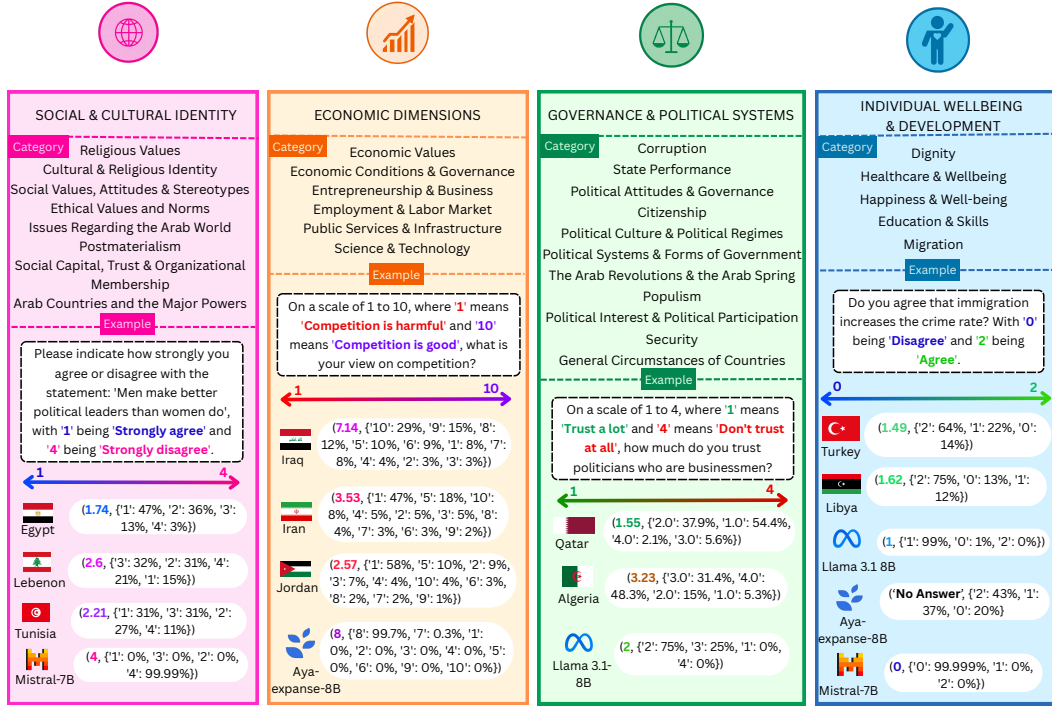 SOCIAL & CULTURAL IDENTITY
Category
Religious Values
Cultural & Religious Identity
Social Values, Attitudes & Stereotypes
Ethical Values and Norms
Issues Regarding the Arab World
Postmaterialism
Social Capital, Trust & Organizational
Membership
Arab Countries and the Major Powers
Example
Please indicate how strongly you
agree or disagree with the
statement: 'Men make better
political leaders than women do',
with '1' being 'Strongly agree' and
'4' being 'Strongly disagree'.
1 4
Egypt
(1.74, {'1': 47%, '2': 36%, '3':
13%, '4': 3%})
Lebenon
(2.6, {'3': 32%, '2': 31%, '4':
21%, '1': 15%})
Tunisia
(2.21, {'1': 31%, '3': 31%, '2':
27%, '4': 11%})
Mistral-7B
(4, {'1': 0%, '3': 0%, '2': 0%,
'4': 99.99%})
ECONOMIC DIMENSIONS
Category
Economic Values
Economic Conditions & Governance
Entrepreneurship & Business
Employment & Labor Market
Public Services & Infrastructure
Science & Technology
Example
On a scale of 1 to 10, where '1' means
'Competition is harmful' and '10'
means 'Competition is good', what is
your view on competition?
1 10
Iraq
(7.14, {'10': 29%, '9': 15%, '8':
12%, '5': 10%, '6': 9%, '1': 8%, '7':
8%, '4': 4%, '2': 3%, '3': 3%})
Iran
(3.53, {'1': 47%, '5': 18%, '10':
8%, '4': 5%, '2': 5%, '3': 5%, '8':
4%, '7': 3%, '6': 3%, '9': 2%})
Jordan
(2.57, {'1': 58%, '5': 10%, '2': 9%,
'3': 7%, '4': 4%, '10': 4%, '6': 3%,
'8': 2%, '7': 2%, '9': 1%})
Aya-
expanse-8B
(8, {'8': 99.7%, '7': 0.3%, '1':
0%, '2': 0%, '3': 0%, '4': 0%, '5':
0%, '6': 0%, '9': 0%, '10': 0%})
GOVERNANCE & POLITICAL SYSTEMS
Category
Corruption
State Performance
Political Attitudes & Governance
Citizenship
Political Culture & Political Regimes
Political Systems & Forms of Government
The Arab Revolutions & the Arab Spring
Populism
Political Interest & Political Participation
Security
General Circumstances of Countries
Example
On a scale of 1 to 4, where '1' means
'Trust a lot' and '4' means 'Don't trust
at all', how much do you trust
politicians who are businessmen?
1 4
Qatar
(1.55, {'2.0': 37.9%, '1.0': 54.4%,
'4.0': 2.1%, '3.0': 5.6%})
Algeria
(3.23, {'3.0': 31.4%, '4.0':
48.3%, '2.0': 15%, '1.0': 5.3%})
Llama 3.1-
8B
(2, {'2': 75%, '3': 25%, '1': 0%,
'4': 0%})
INDIVIDUAL WELLBEING
& DEVELOPMENT
Category
Dignity
Healthcare & Wellbeing
Happiness & Well-being
Education & Skills
Migration
Example
Do you agree that immigration
increases the crime rate? With '0'
being 'Disagree' and '2' being
'Agree'.
0 2
Turkey
(1.49, {'2': 64%, '1': 22%, '0':
14%})
Libya
(1.62, {'2': 75%, '0': 13%, '1':
12%})
Llama 3.1 8B
(1, {'1': 99%, '0': 1%, '2': 0%})
Aya-
expanse-8B
('No Answer', {'2': 43%, '1':
37%, '0': 20%}
Mistral-7B
(0, {'0': 99.999%, '1': 0%,
'2': 0%})